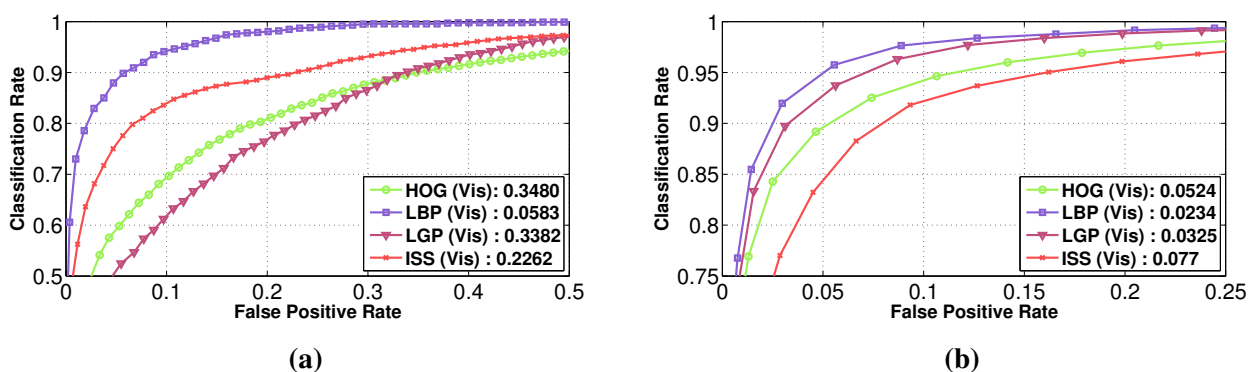 1
0.9
0.8
0.7
0.6
0.5
Classification Rate
0 0.1 0.2 0.3 0.4 0.5
False Positive Rate
HOG (Vis): 0.3480
LBP (Vis) : 0.0583
LGP (Vis) : 0.3382
ISS (Vis) : 0.2262
(a)
1
0.95
0.9
0.85
0.8
0.75
Classification Rate
0 0.05 0.1 0.15 0.2 0.25
False Positive Rate
HOG (Vis): 0.0524
LBP (Vis) : 0.0234
LGP (Vis) : 0.0325
ISS (Vis) : 0.077
(b)